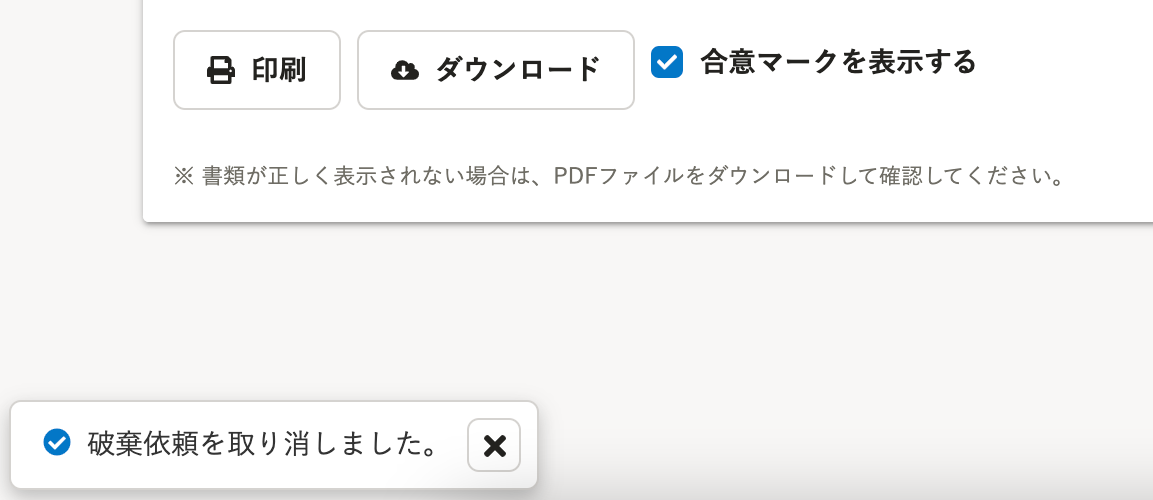 印刷
ダウンロード
合意マークを表示する
※ 書類が正しく表示されない場合は、PDFファイルをダウンロードして確認してください。
破棄依頼を取り消しました。